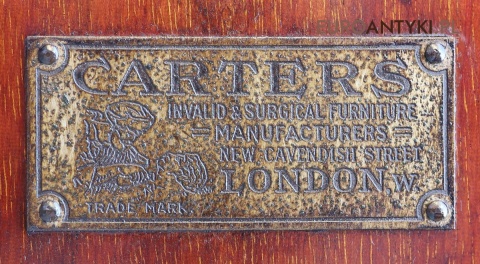 ANTYKI
CARTERS
INVALID & SURGICAL FURNITURE
= MANUFACTURERS =
NEW CAVENDISH STREET
LONDON, W.
TRADE MARK